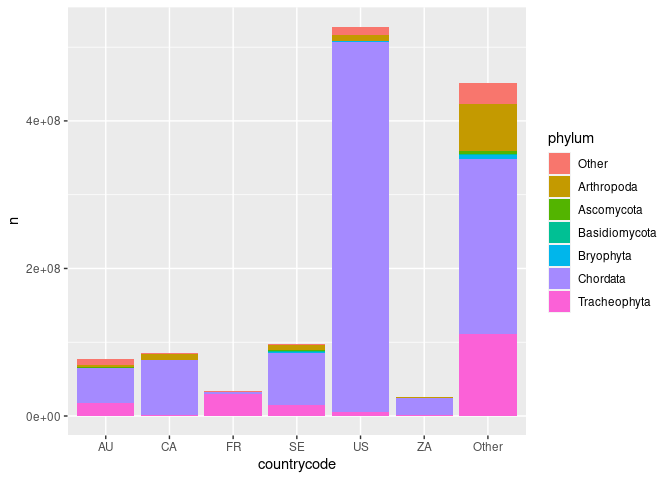 n
4e+08
2e+08
0e+00
AU CA FR SE US ZA Other
countrycode
phylum
Other
Arthropoda
Ascomycota
Basidiomycota
Bryophyta
Chordata
Tracheophyta